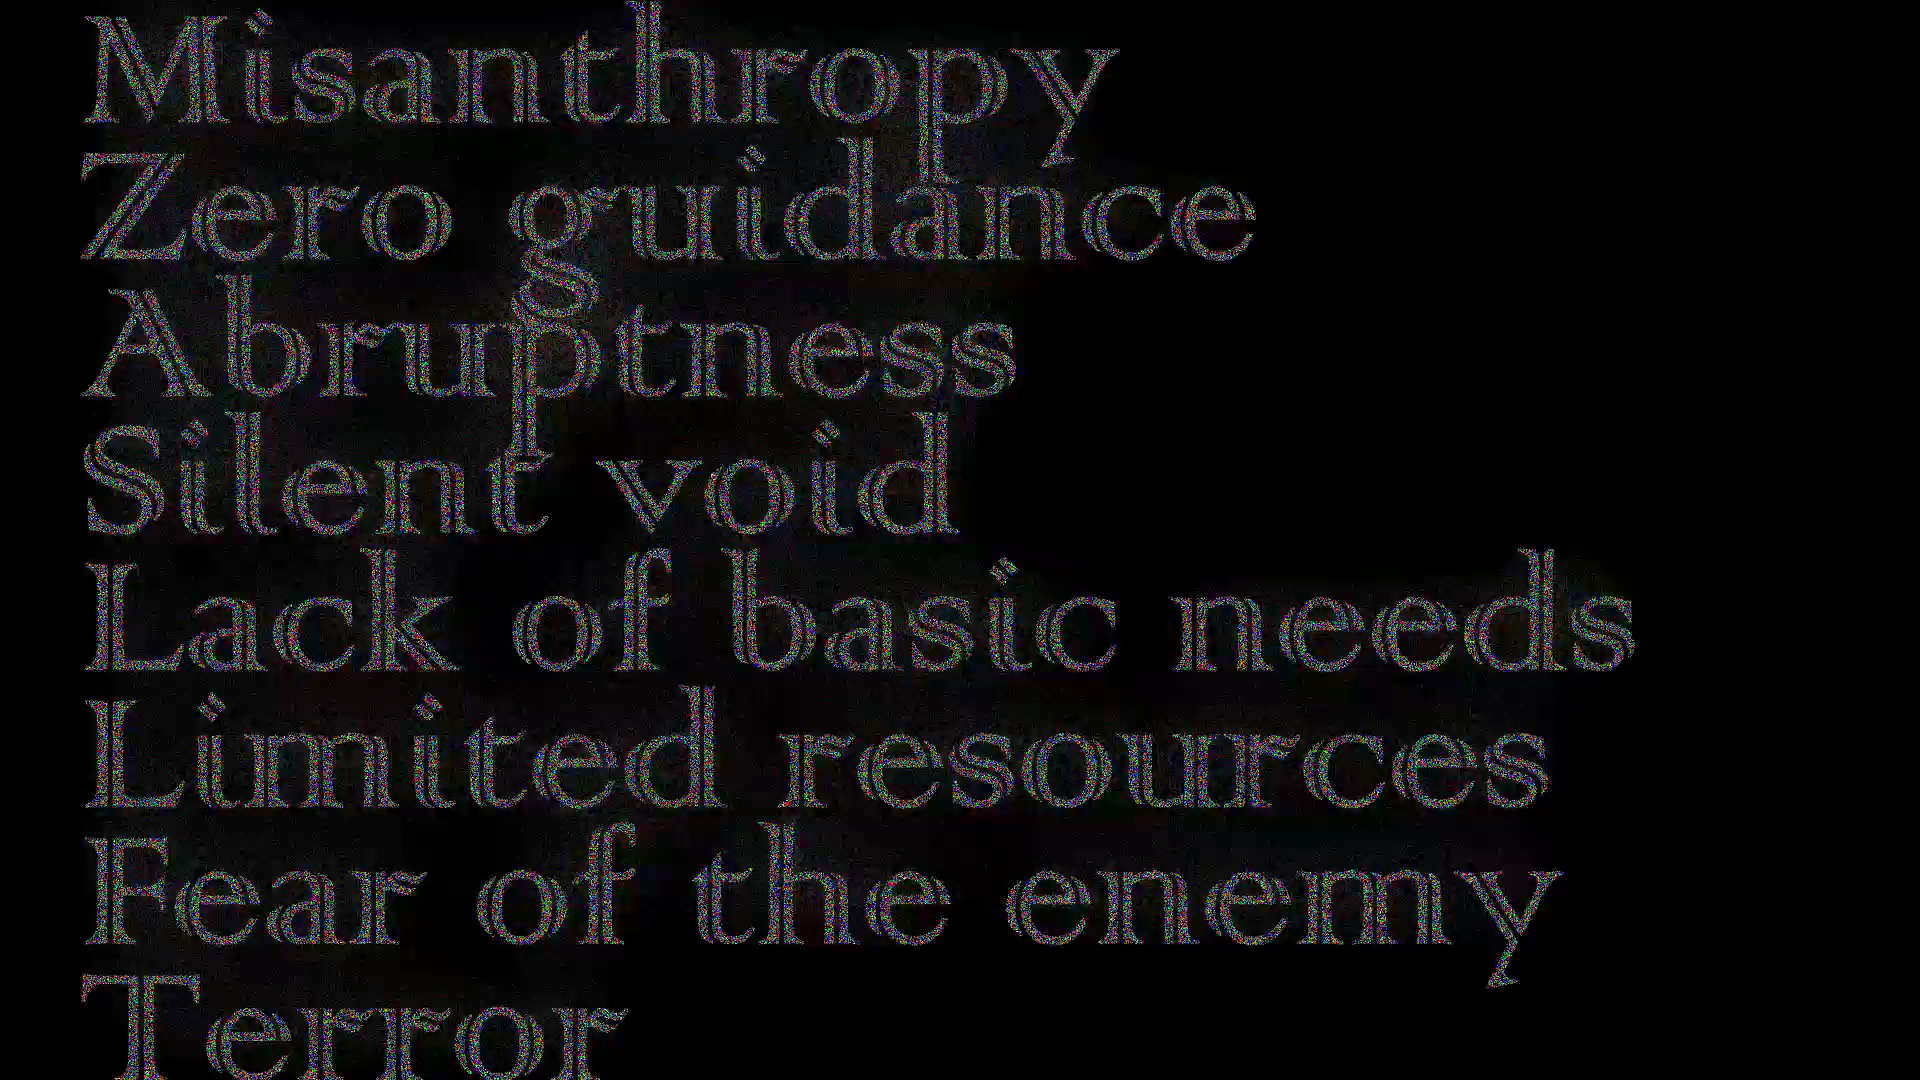 Misanthropy
Zero guidance
Abruptness
Silent void
Lack of basic needs
Limited resources
Fear of the enemy
Terror